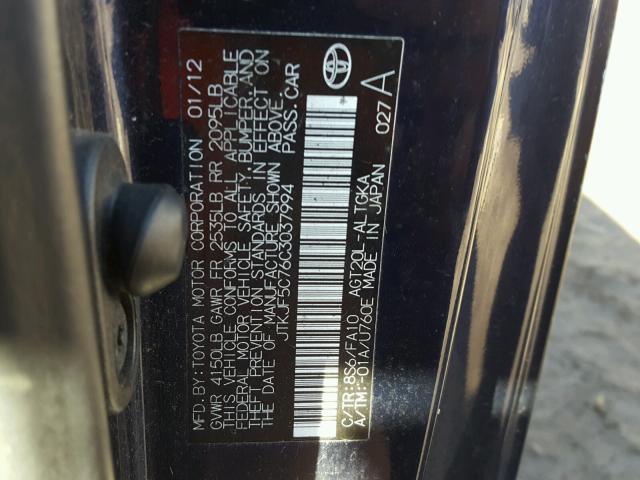 MFD.BY:TOYOTA MOTOR CORPORATION 01/12
GVWR 4150LB GAWR FR 2535LB RR 2095LB
THIS VEHICLE CONFORMS TO ALL APPLICABLE
FEDERAL MOTOR VEHICLE SAFETY,BUMPER,AND
THEFT PREVENTION STANDARDS IN EFFECT ON
THE DATE OF MANUFACTURE SHOWN ABOVE.
JTKJF5C76C3037994 PASS.CAR
C/TR:8S6/FA10 AGT20L-ALTGKA
A/TM:-01A/U760E MADE IN JAPAN
027 A